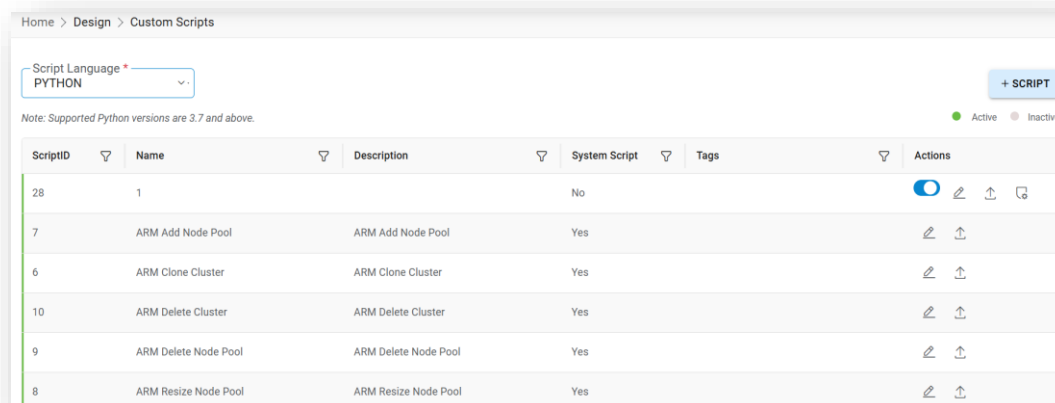 Home > Design > Custom Scripts
Script Language *
PYTHON
+ SCRIPT
Note: Supported Python versions are 3.7 and above.
Active Inactiv
ScriptID Name Description System Script Tags Actions
28 1 No
7 ARM Add Node Pool ARM Add Node Pool Yes
6 ARM Clone Cluster ARM Clone Cluster Yes
10 ARM Delete Cluster ARM Delete Cluster Yes
9 ARM Delete Node Pool ARM Delete Node Pool Yes
8 ARM Resize Node Pool ARM Resize Node Pool Yes